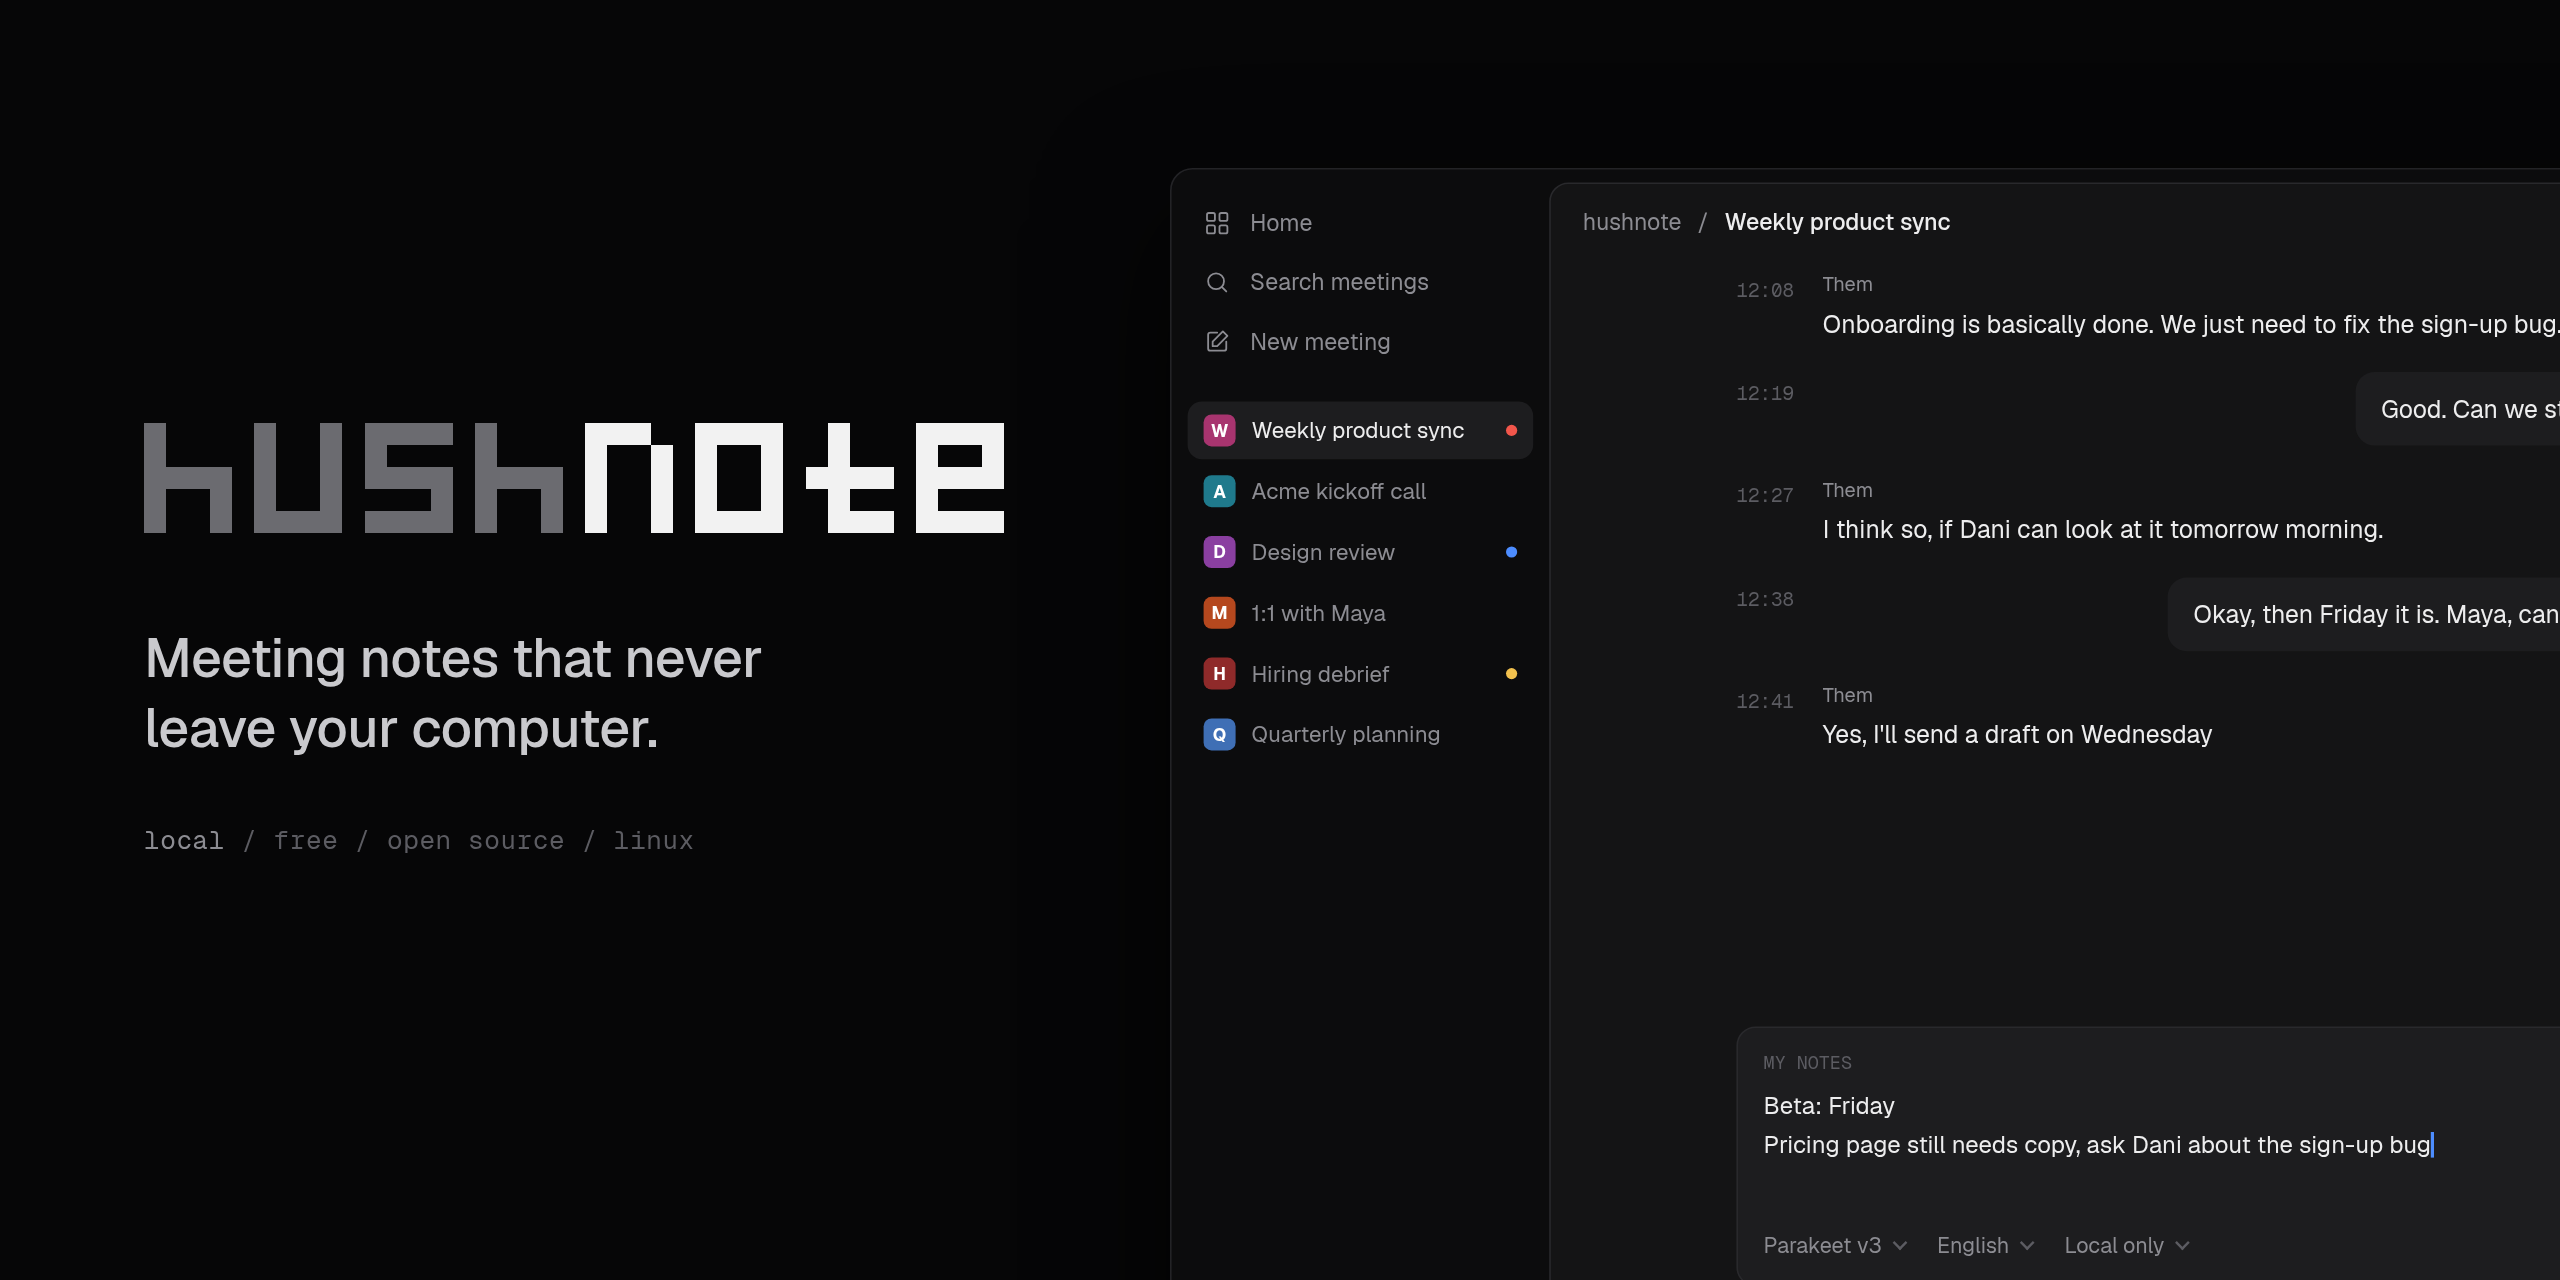 hushnote
Meeting notes that never
leave your computer.
local / free / open source / linux
Home
Search meetings
New meeting
W Weekly product sync
A Acme kickoff call
D Design review
M 1:1 with Maya
H Hiring debrief
Q Quarterly planning
hushnote / Weekly product sync
12:08 Them
Onboarding is basically done. We just need to fix the sign-up bug.
12:19
Good. Can we
12:27 Them
I think so, if Dani can look at it tomorrow morning.
12:38
Okay, then Friday it is. Maya, can
12:41 Them
Yes, I'll send a draft on Wednesday
MY NOTES
Beta: Friday
Pricing page still needs copy, ask Dani about the sign-up bug
Parakeet v3 English Local only